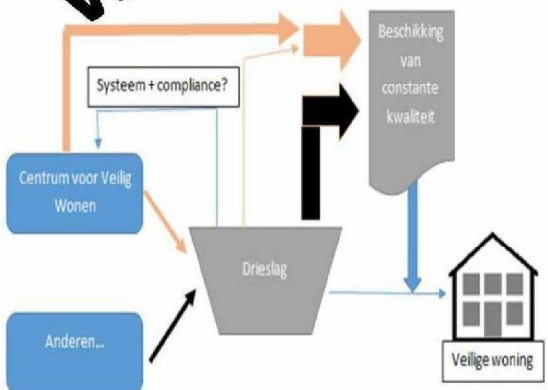 Beschikking
van
constante
kwaliteit
Systeem + compliance?
Centrum voor Veilig
Wonen
Drieslag
Anderen...
Veilige woning